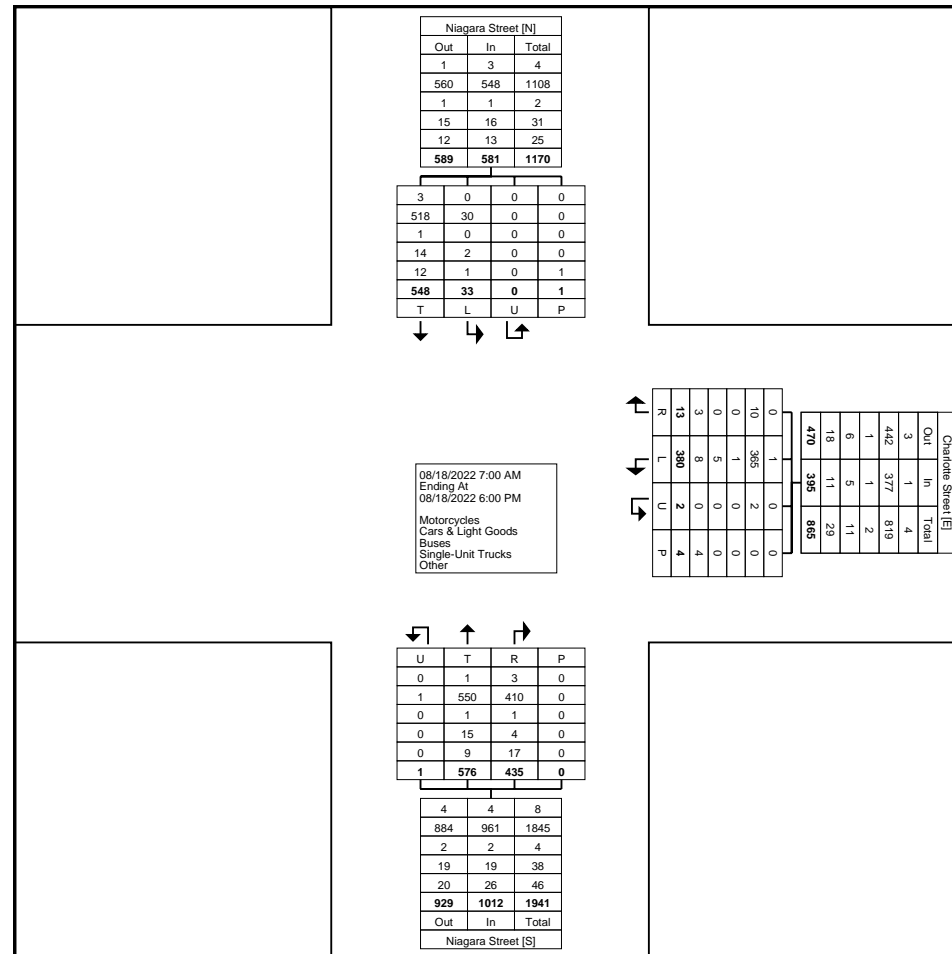 Niagara Street [N]
Out In Total
1 3 4
560 548 1108
1 1 2
15 16 31
12 13 25
589 581 1170
3 0 0 0
518 30 0 0
1 0 0 0
14 2 0 0
12 1 0 1
548 33 0 1
T L U P
Charlotte Street [E]
Out In Total
3 1 4
442 377 819
1 1 2
6 5 11
18 11 29
470 395 865
0 1 0 0
10 365 2 0
0 1 0 0
0 5 0 0
3 8 0 4
13 380 2 4
R L U P
08/18/2022 7:00 AM
Ending At
08/18/2022 6:00 PM
Motorcycles
Cars & Light Goods
Buses
Single-Unit Trucks
Other
U T R P
0 1 3 0
1 550 410 0
0 1 1 0
0 15 4 0
0 9 17 0
1 576 435 0
4 4 8
884 961 1845
2 2 4
19 19 38
20 26 46
929 1012 1941
Out In Total
Niagara Street [S]